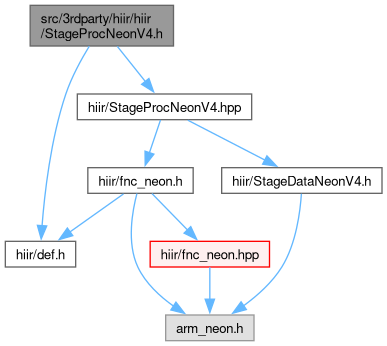 src/3rdparty/hiir/hiir
/StageProcNeonV4.h
hiir/StageProcNeonV4.hpp
hiir/fnc_neon.h
hiir/StageDataNeonV4.h
hiir/def.h
hiir/fnc_neon.hpp
arm_neon.h